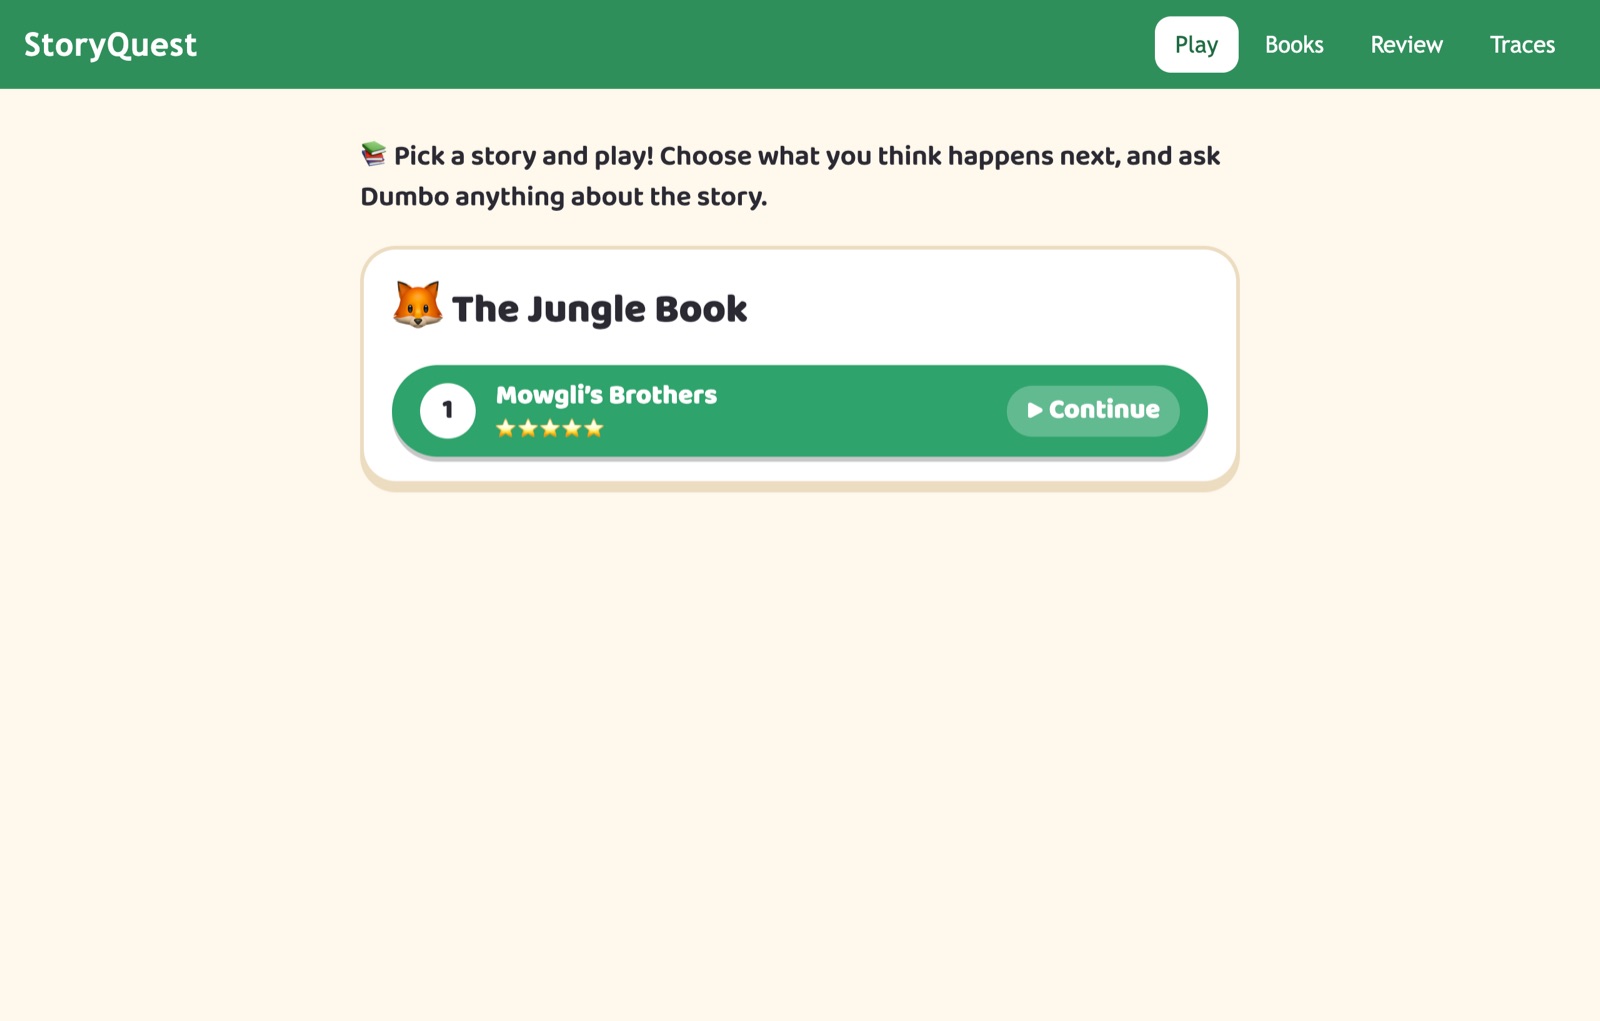 StoryQuest
Play
Books
Review
Traces
Pick a story and play! Choose what you think happens next, and ask
Dumbo anything about the story.
The Jungle Book
1
Mowgli's Brothers
Continue